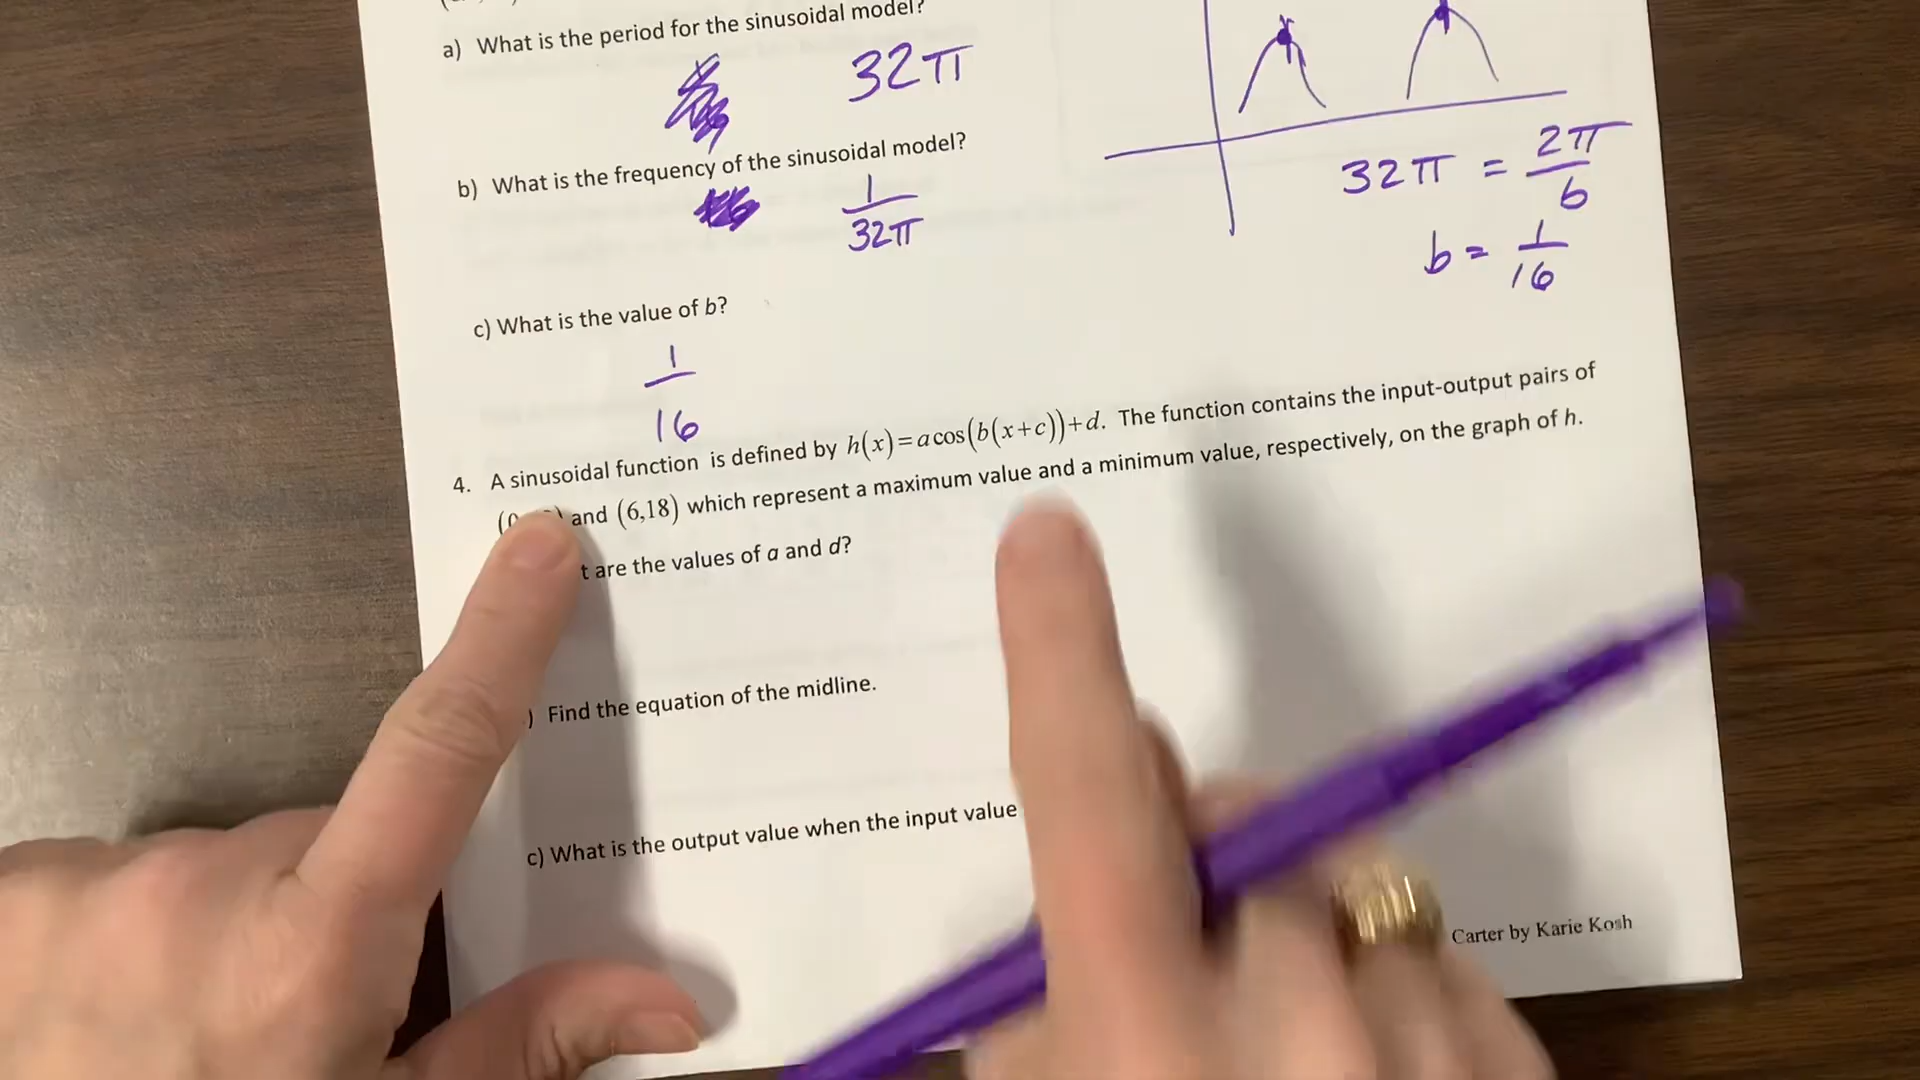 a) What is the period for the sinusoidal model?
32π
b) What is the frequency of the sinusoidal model?
1
32π
32π = 2π
b
b = 1
16
c) What is the value of b?
1
16
4. A sinusoidal function is defined by h(x)=a cos(b(x+c))+d. The function contains the input-output pairs of
and (6,18) which represent a maximum value and a minimum value, respectively, on the graph of h.
are the values of a and d?
) Find the equation of the midline.
c) What is the output value when the input value
Carter by Karie Kosh